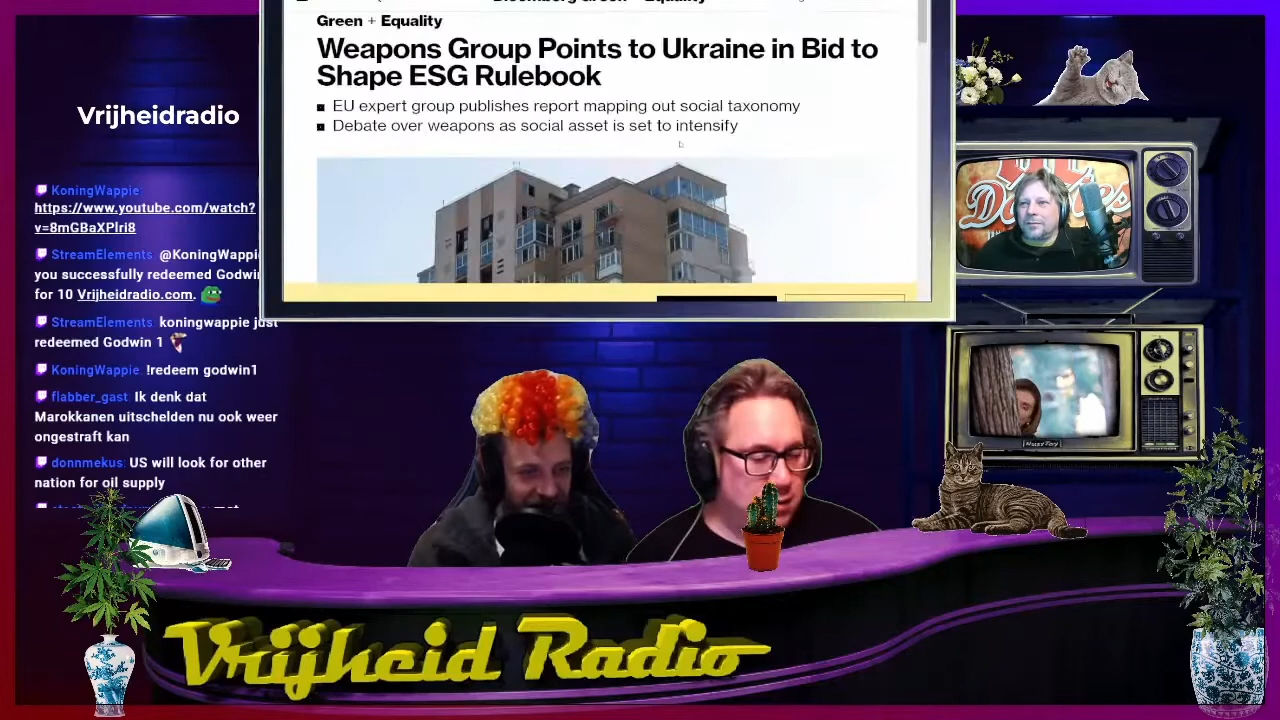 Bloomberg Green + Equality
Green + Equality
Weapons Group Points to Ukraine in Bid to
Shape ESG Rulebook
EU expert group publishes report mapping out social taxonomy
Debate over weapons as social asset is set to intensify
Vrijheidradio
KoningWappie
https://www.youtube.com/watch?
v=8mGBaXPlri8
StreamElements @KoningWappie
you successfully redeemed Godwin
for 10 Vrijheidradio.com.
StreamElements koningwappie just
redeemed Godwin 1
KoningWappie !redeem godwin1
flabber_gast Ik denk dat
Marokkanen uitschelden nu ook weer
ongestraft kan
donnmekus US will look for other
nation for oil supply
Vrijheid Radio